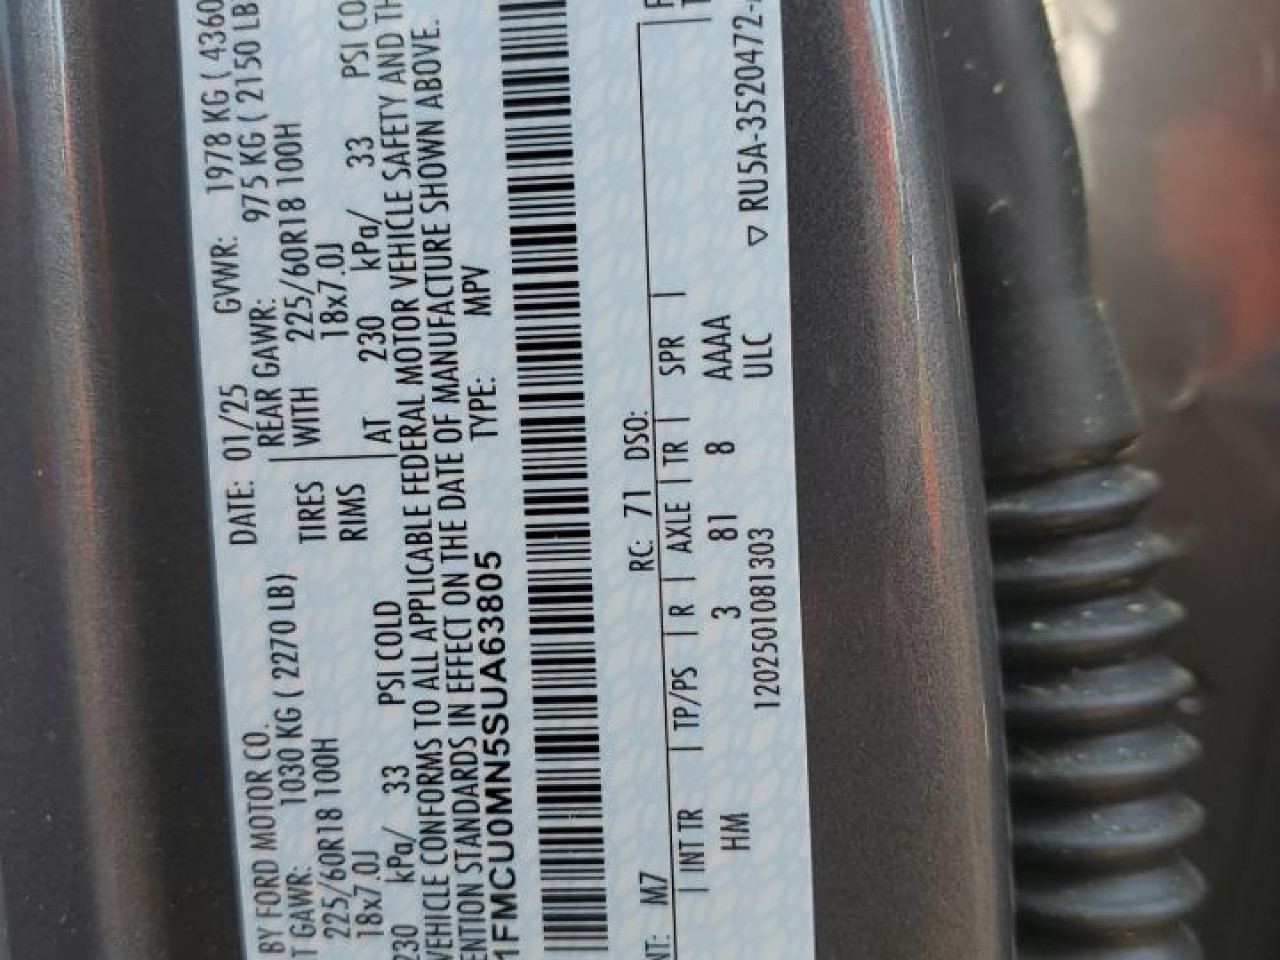 BY FORD MOTOR CO. DATE: 01/25 GVWR: 1978 KG ( 4360
T GAWR: 1030 KG ( 2270 LB) REAR GAWR: 975 KG ( 2150 LB
225/60R18 100H TIRES WITH 225/60R18 100H
18x7.0J RIMS 18x7.0J
230 kPa/ 33 PSI COLD AT 230 kPa/ 33 PSI CO
VEHICLE CONFORMS TO ALL APPLICABLE FEDERAL MOTOR VEHICLE SAFETY AND TH
ENTION STANDARDS IN EFFECT ON THE DATE OF MANUFACTURE SHOWN ABOVE.
1FMCU0MN5SUA63805 TYPE: MPV
NT: M7 RC: 71 DSO:
INT TR TP/PS R AXLE TR SPR
HM 3 81 8 AAAA ▽ RU5A-3520472-
1202501081303 ULC